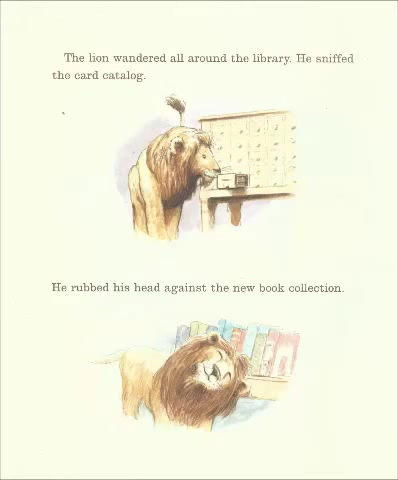 The lion wandered all around the library. He sniffed
the card catalog.
He rubbed his head against the new book collection.